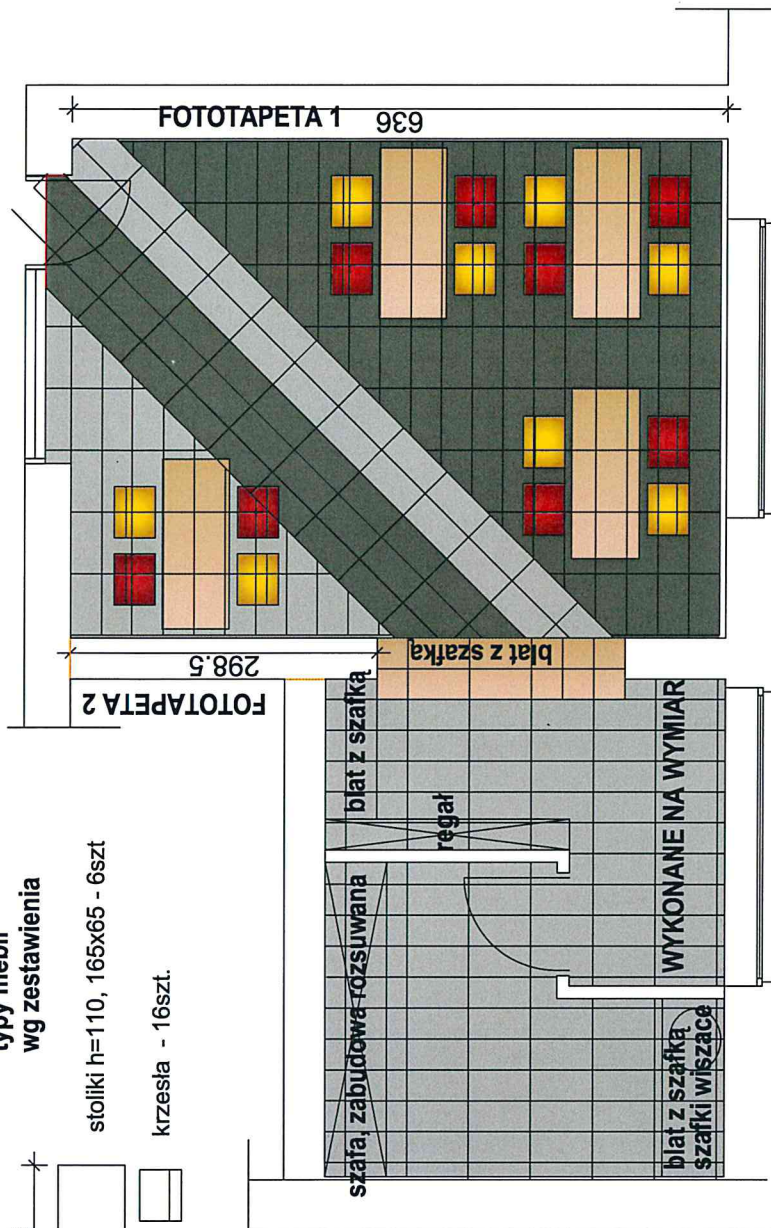 typy mebli
wg zestawienia
stoliki h=110, 165x65 - 6szt
krzesła - 16szt.
FOTOTAPETA 1
636
FOTOTAPETA 2
298.5
blat z szafką
blat z szafką
regał
szafa, zabudowa rozsuwana
WYKONANE NA WYMIAR
blat z szafką
szafki wiszące